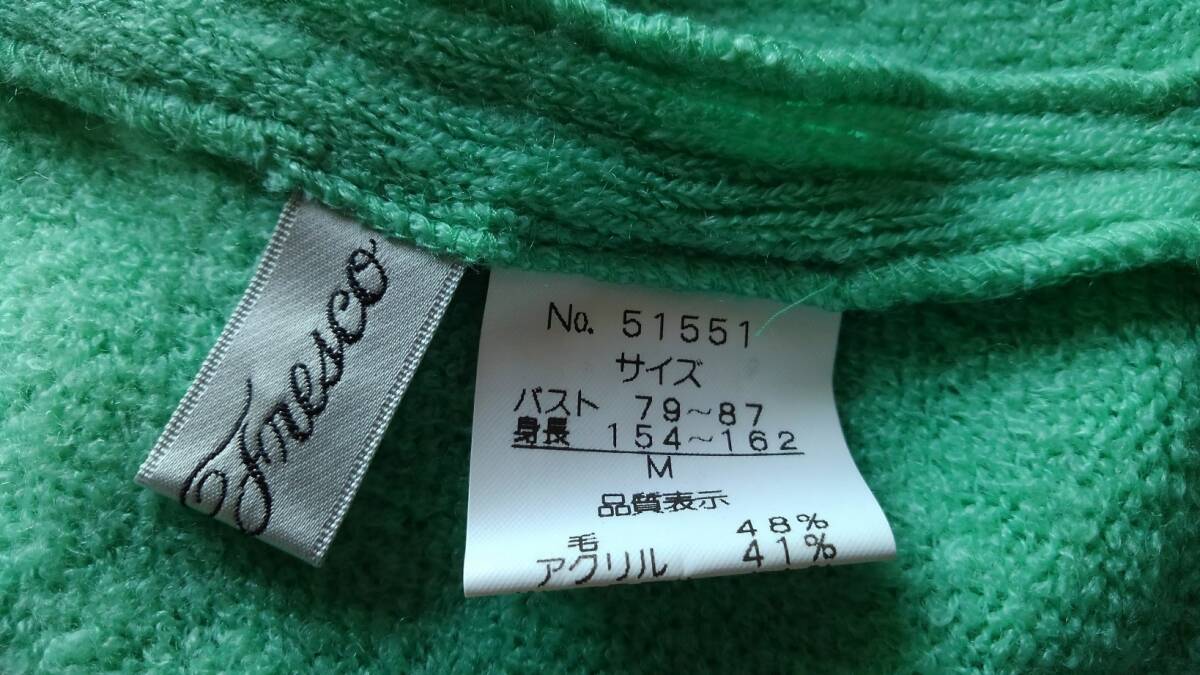 Fresco
No. 51551
サイズ
バスト 79~87
身長 154~162
M
品質表示
毛 48%
アクリル 41%